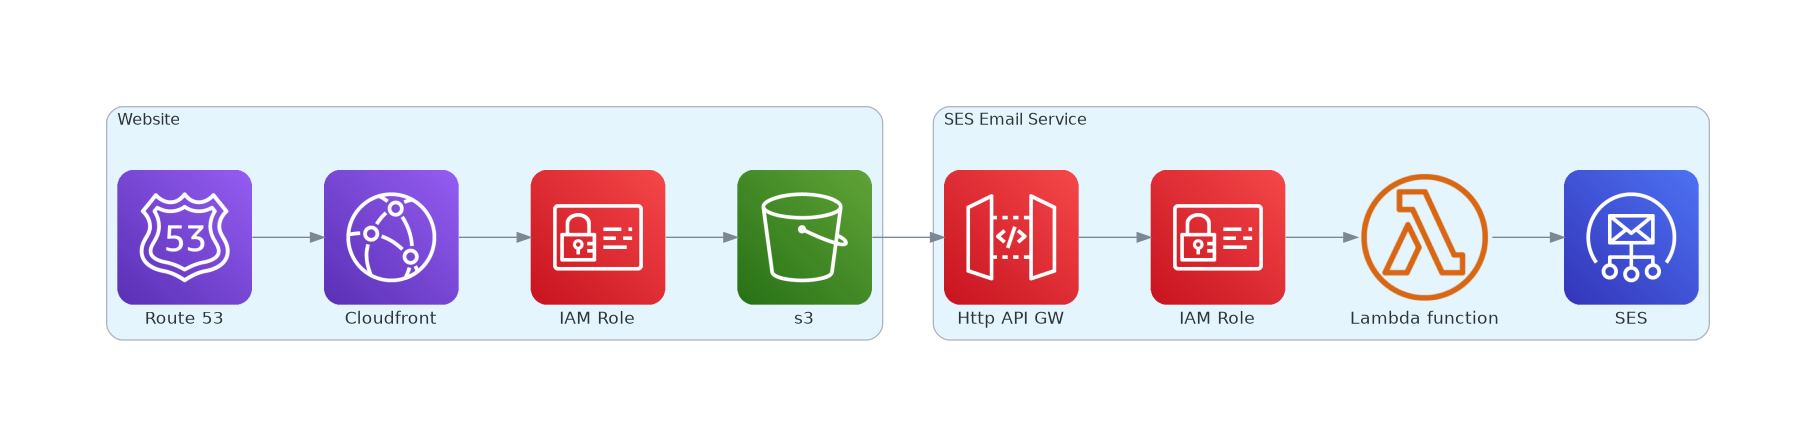 Website
SES Email Service
53
Route 53
Cloudfront
IAM Role
s3
</>
Http API GW
IAM Role
Lambda function
SES